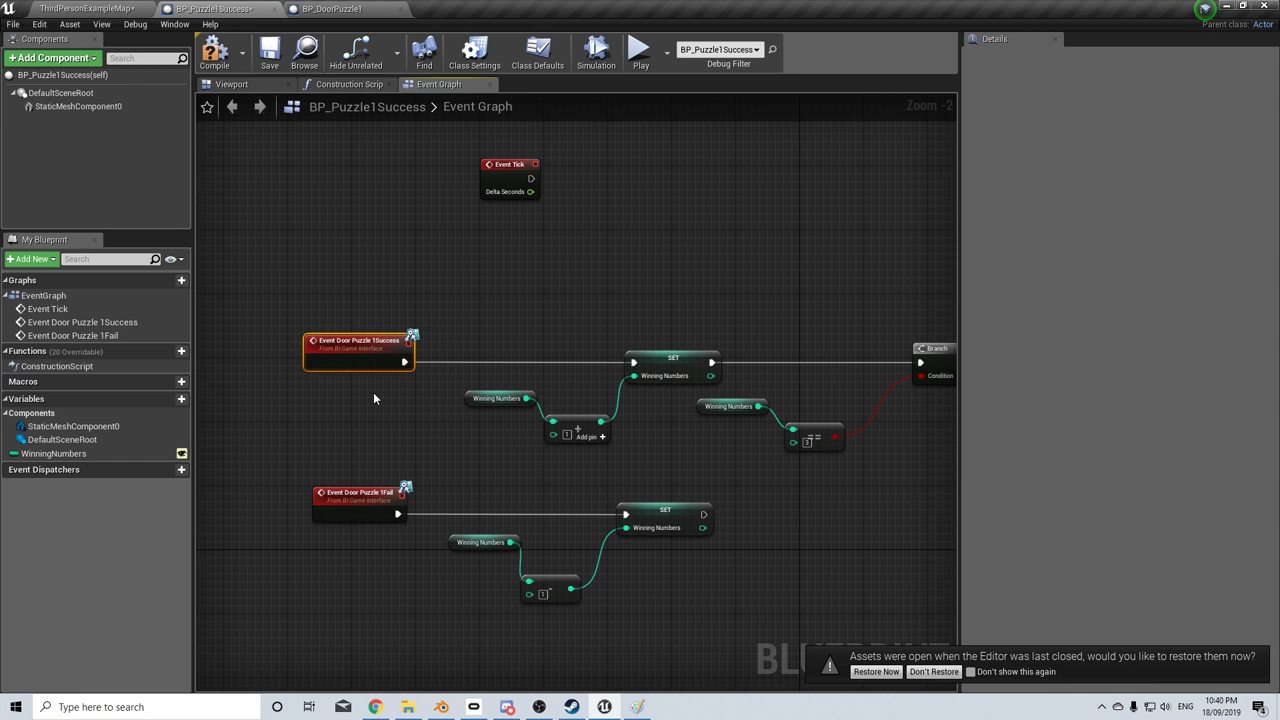 ThirdPersonExampleMap*
BP_Puzzle1Success*
BP_DoorPuzzle1
File Edit Asset View Debug Window Help
Parent class: Actor
Components
+Add Component
Search
BP_Puzzle1Success(self)
DefaultSceneRoot
StaticMeshComponent0
Compile
Save
Browse
Hide Unrelated
Find
Class Settings
Class Defaults
Simulation
Play
BP_Puzzle1Success
Debug Filter
Details
Viewport
Construction Scrip
Event Graph
BP_Puzzle1Success > Event Graph
Zoom -2
My Blueprint
+Add New
Search
Graphs
EventGraph
Event Tick
Event Door Puzzle 1Success
Event Door Puzzle 1Fail
Functions (20 Overridable)
ConstructionScript
Macros
Variables
Components
StaticMeshComponent0
DefaultSceneRoot
WinningNumbers
Event Dispatchers
Event Tick
Delta Seconds
Event Door Puzzle 1Success
From BI Game Interface
SET
Winning Numbers
Winning Numbers
+
1
Add pin +
Winning Numbers
==
3
Branch
Condition
Event Door Puzzle 1Fail
From BI Game Interface
SET
Winning Numbers
Winning Numbers
-
1
BL
Assets were open when the Editor was last closed, would you like to restore them now?
Restore Now
Don't Restore
Don't show this again
Type here to search
ENG
10:40 PM
18/09/2019
4